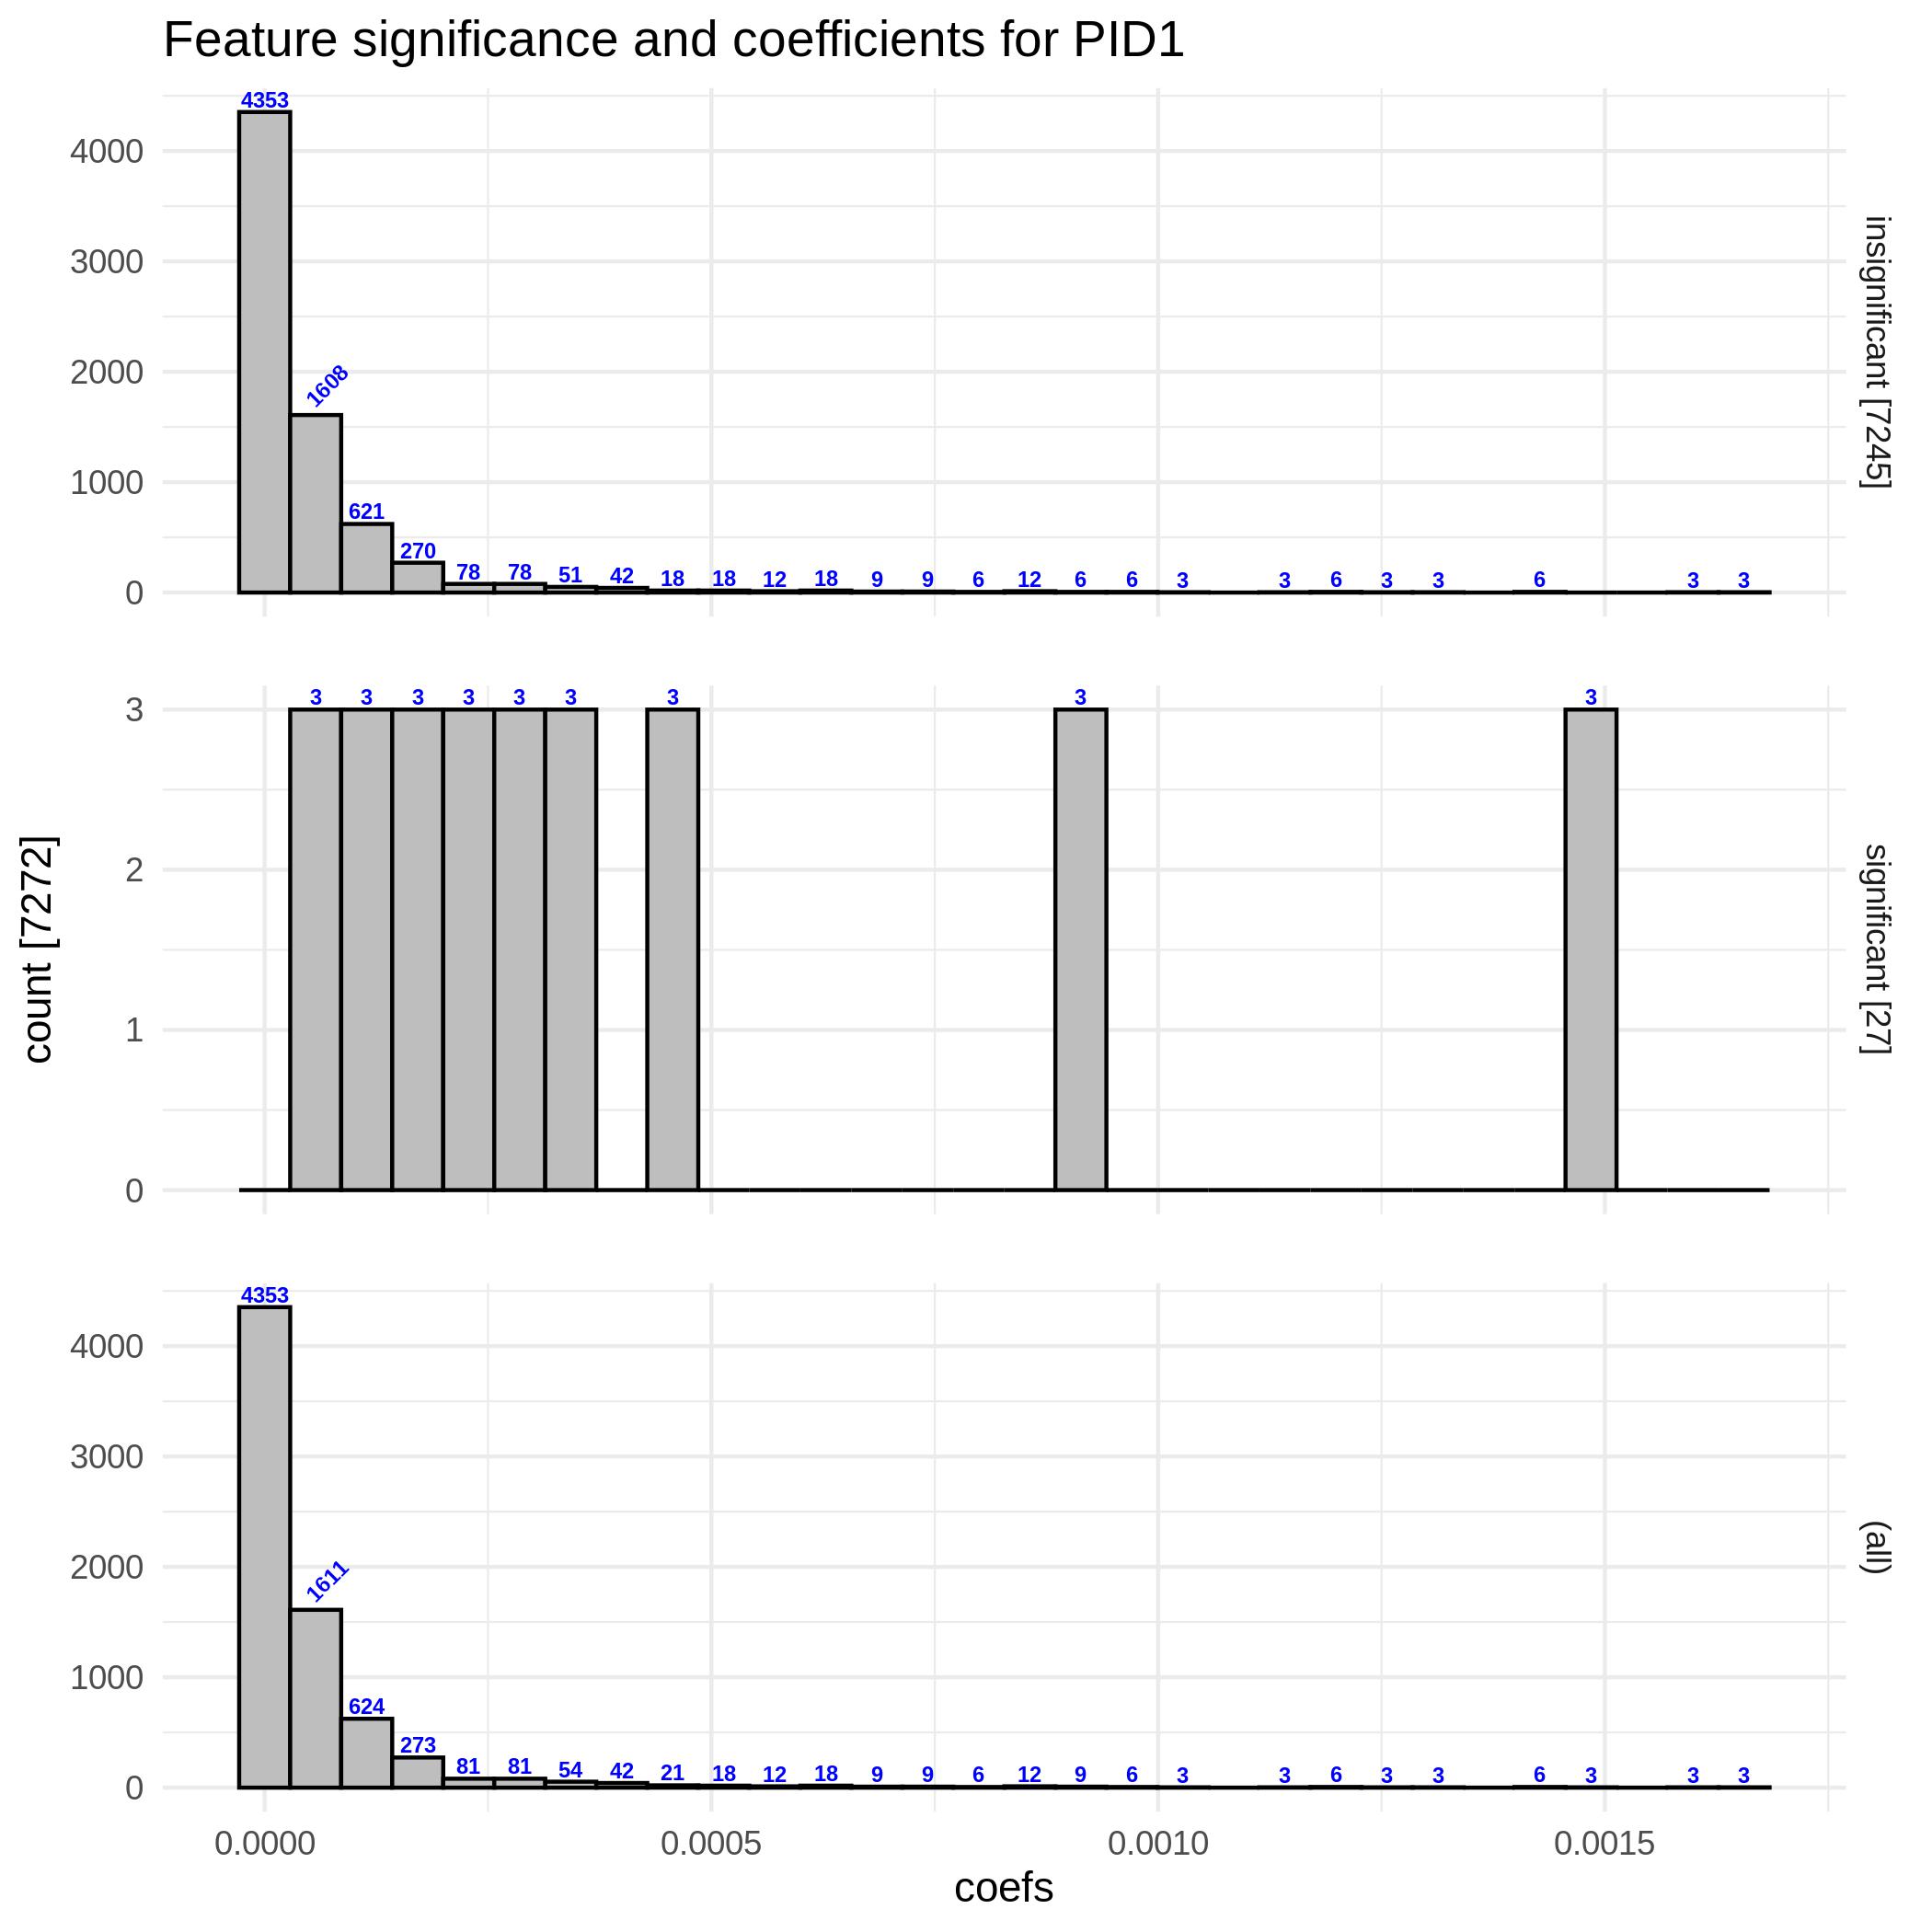 Feature significance and coefficients for PID1
4353
1608
621
270
78 78 51 42 18 18 12 18 9 9 6 12 6 6 3 3 6 3 3 6 3 3
4000
3000
2000
1000
0
insignificant [7245]
3 3 3 3 3 3 3 3 3
3
2
1
0
significant [27]
count [7272]
4353
1611
624
273
81 81 54 42 21 18 12 18 9 9 6 12 9 6 3 3 6 3 3 6 3 3 3
4000
3000
2000
1000
0
(all)
0.0000 0.0005 0.0010 0.0015
coefs